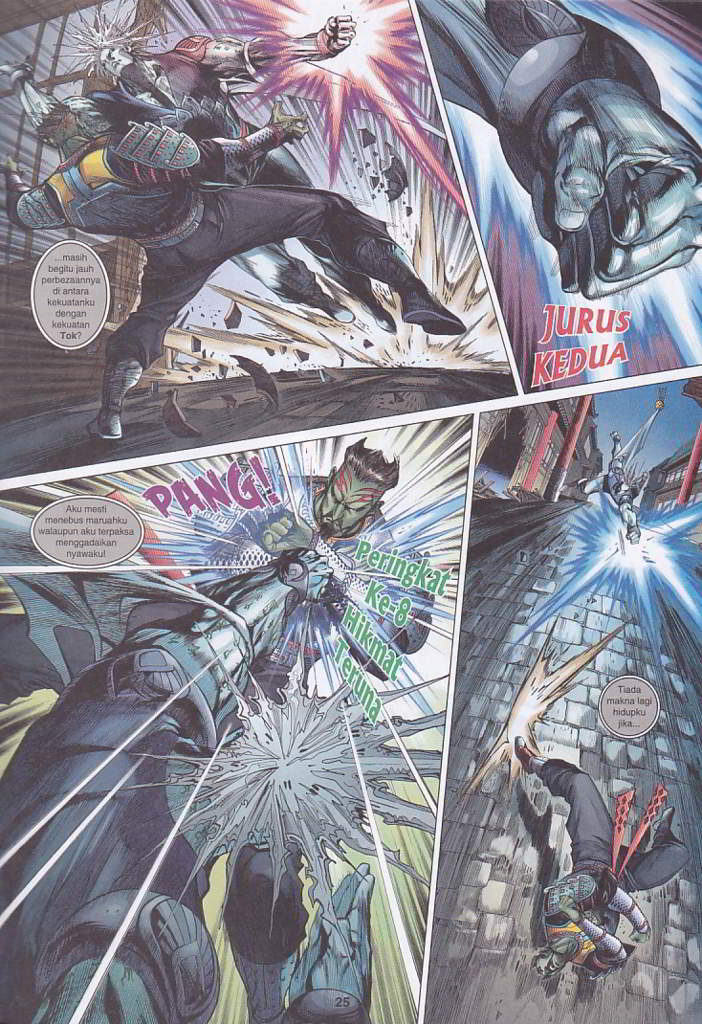 ...masih
begitu jauh
perbezaannya
di antara
kekuatanku
dengan
kekuatan
Tok?
JURUS
KEDUA
PANG!
Aku mesti
menebus maruahku
walaupun aku terpaksa
menggadaikan
nyawaku!
Peringkat
Ke-8
Hikmat
Teruna
Tiada
makna lagi
hidupku
jika...
25